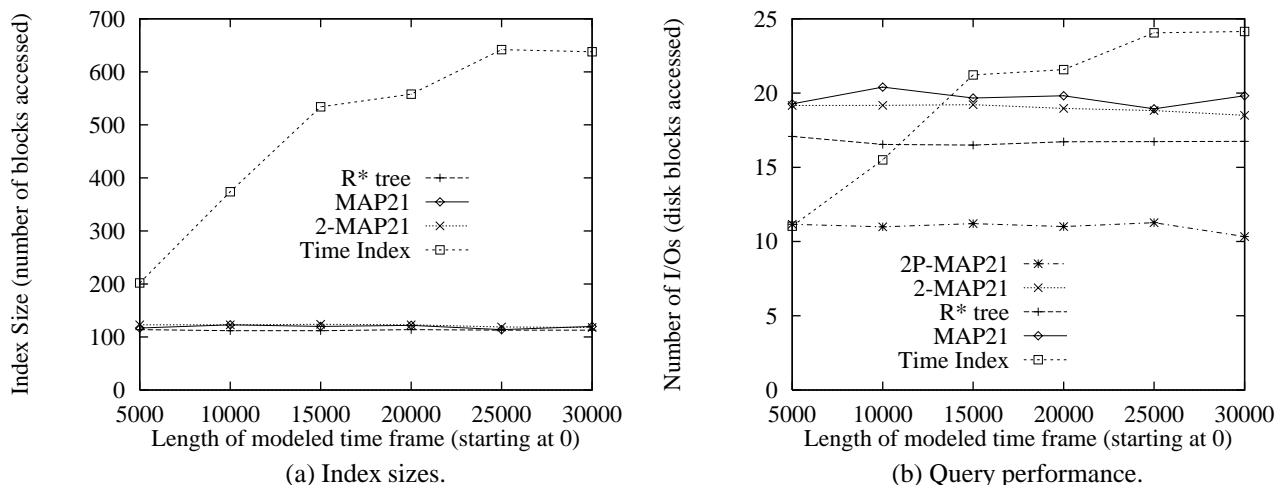 Index Size (number of blocks accessed)
700
600
500
400
300
200
100
0
R* tree
MAP21
2-MAP21
Time Index
5000 10000 15000 20000 25000 30000
Length of modeled time frame (starting at 0)
(a) Index sizes.
Number of I/Os (disk blocks accessed)
25
20
15
10
5
0
2P-MAP21
2-MAP21
R* tree
MAP21
Time Index
5000 10000 15000 20000 25000 30000
Length of modeled time frame (starting at 0)
(b) Query performance.